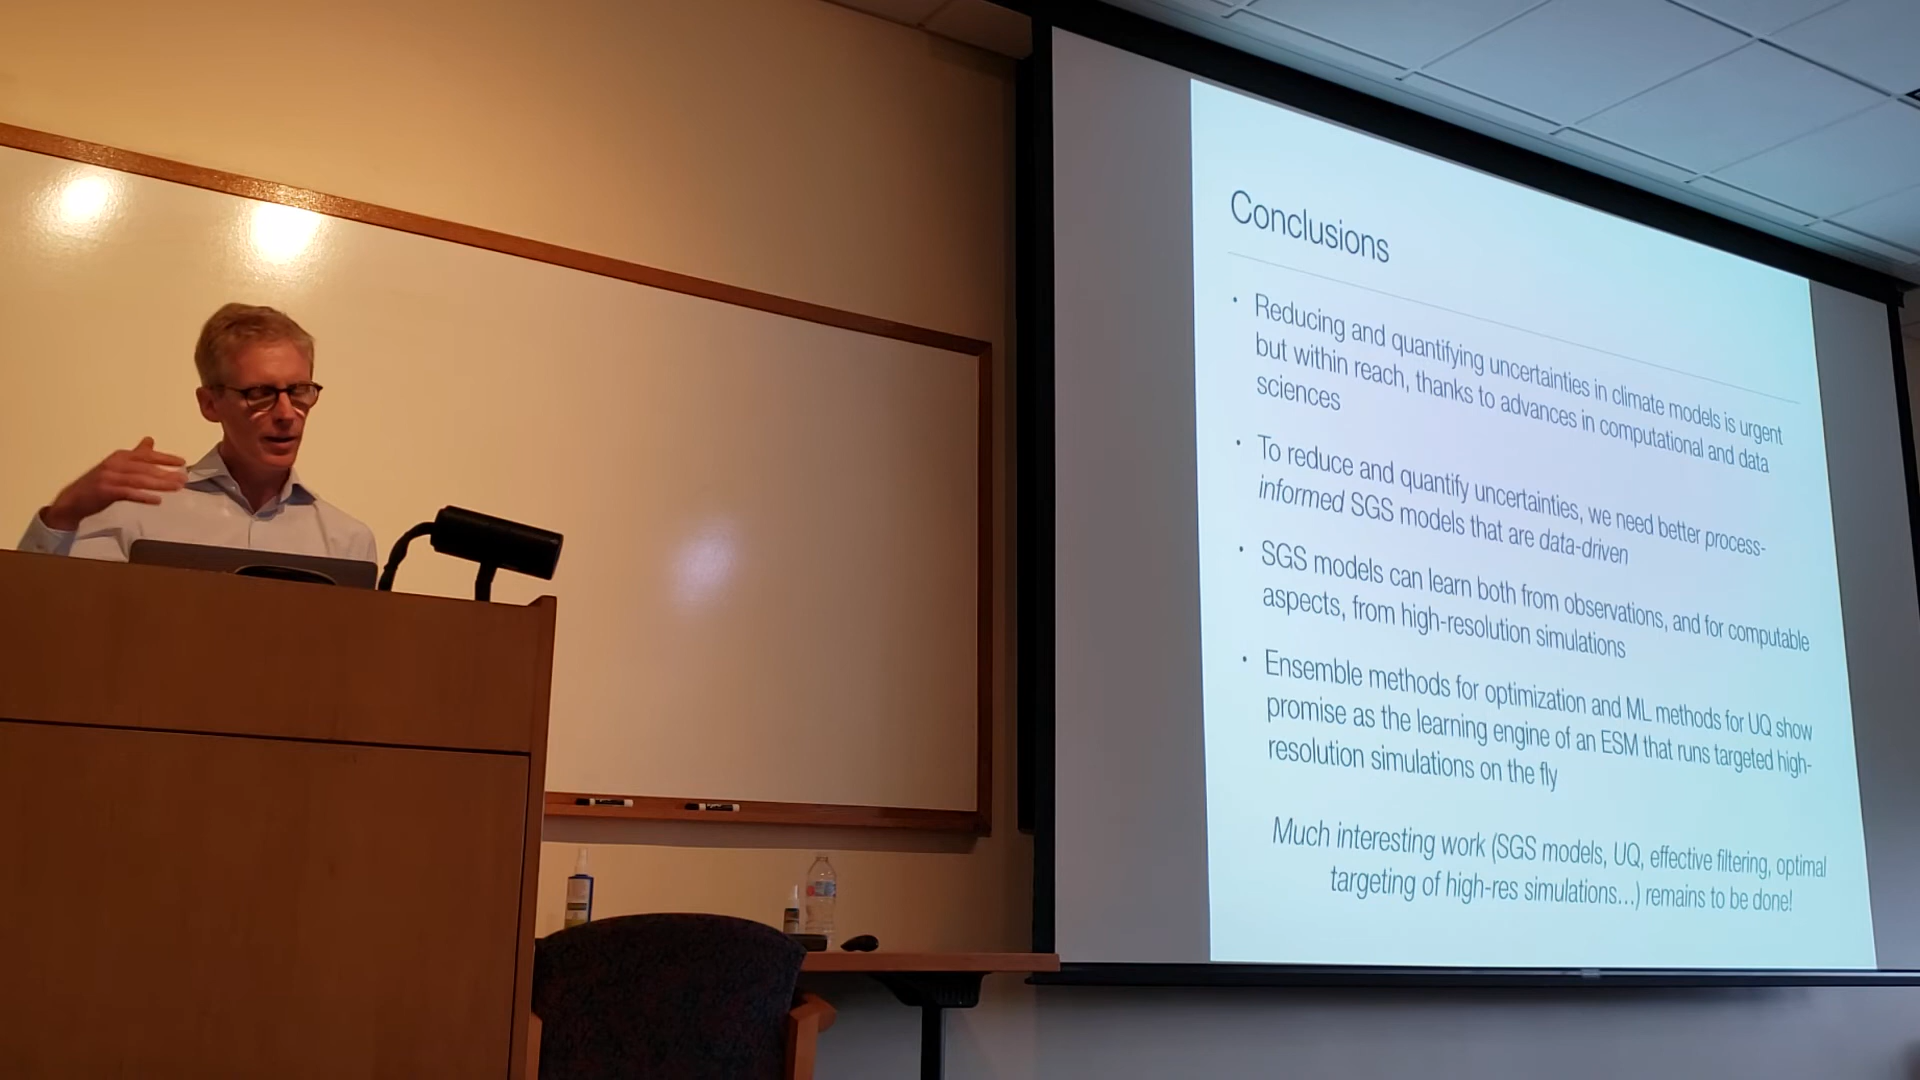 Conclusions
• Reducing and quantifying uncertainties in climate models is urgent
but within reach, thanks to advances in computational and data
sciences
• To reduce and quantify uncertainties, we need better process-
informed SGS models that are data-driven
• SGS models can learn both from observations, and for computable
aspects, from high-resolution simulations
• Ensemble methods for optimization and ML methods for UQ show
promise as the learning engine of an ESM that runs targeted high-
resolution simulations on the fly
Much interesting work (SGS models, UQ, effective filtering, optimal
targeting of high-res simulations...) remains to be done!